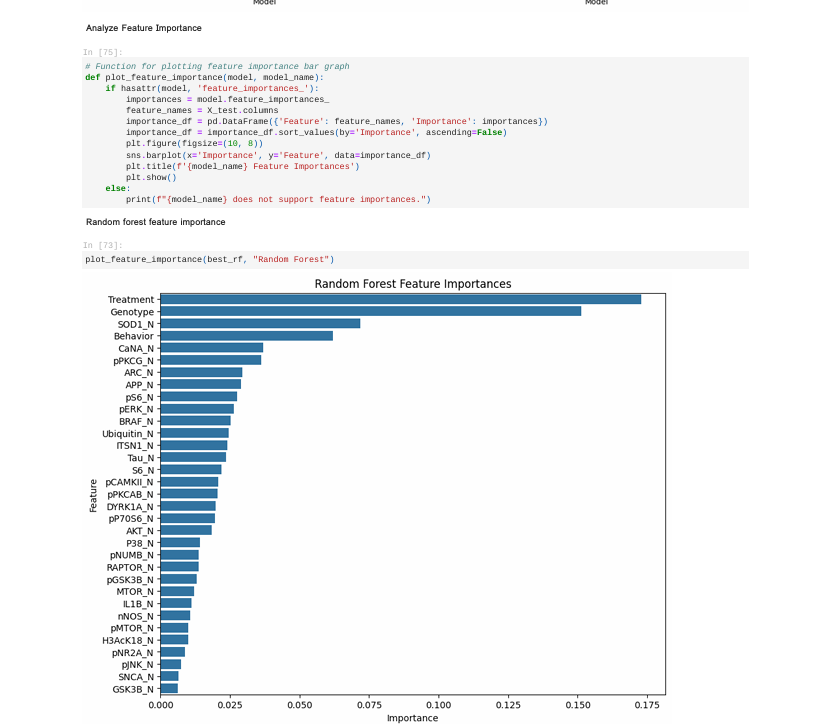 Model Model
Analyze Feature Importance
In [75]:
# Function for plotting feature importance bar graph
def plot_feature_importance(model, model_name):
    if hasattr(model, 'feature_importances_'):
        importances = model.feature_importances_
        feature_names = X_test.columns
        importance_df = pd.DataFrame({'Feature': feature_names, 'Importance': importances})
        importance_df = importance_df.sort_values(by='Importance', ascending=False)
        plt.figure(figsize=(10, 8))
        sns.barplot(x='Importance', y='Feature', data=importance_df)
        plt.title(f'{model_name} Feature Importances')
        plt.show()
    else:
        print(f"{model_name} does not support feature importances.")
Random forest feature importance
In [73]:
plot_feature_importance(best_rf, "Random Forest")
Random Forest Feature Importances
Treatment
Genotype
SOD1_N
Behavior
CaNA_N
pPKCG_N
ARC_N
APP_N
pS6_N
pERK_N
BRAF_N
Ubiquitin_N
ITSN1_N
Tau_N
S6_N
pCAMKII_N
pPKCAB_N
DYRK1A_N
pP70S6_N
AKT_N
P38_N
pNUMB_N
RAPTOR_N
pGSK3B_N
MTOR_N
IL1B_N
nNOS_N
pMTOR_N
H3AcK18_N
pNR2A_N
pJNK_N
SNCA_N
GSK3B_N
Feature
0.000 0.025 0.050 0.075 0.100 0.125 0.150 0.175
Importance